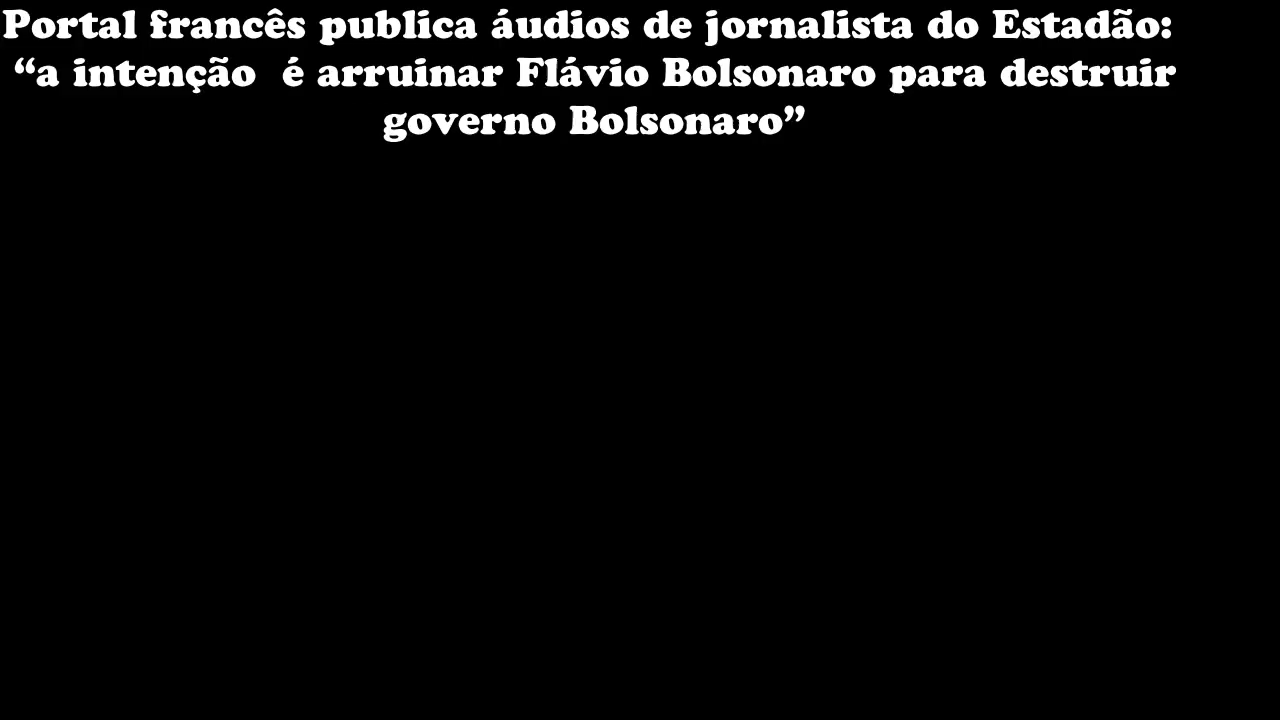 Portal francês publica áudios de jornalista do Estadão:
“a intenção  é arruinar Flávio Bolsonaro para destruir
governo Bolsonaro”